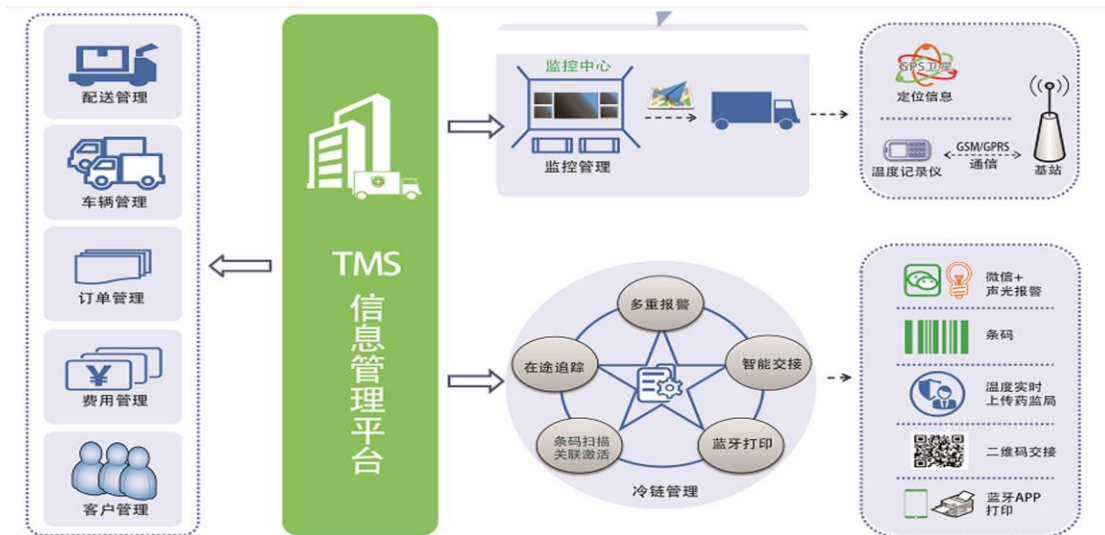 配送管理
车辆管理
订单管理
¥
费用管理
客户管理
TMS
信息管理平台
监控中心
监控管理
GPS卫星
定位信息
温度记录仪
GSM/GPRS
通信
基站
多重报警
在途追踪
智能交接
条码扫描
关联激活
蓝牙打印
冷链管理
微信+
声光报警
条码
温度实时
上传药监局
二维码交接
蓝牙APP
打印